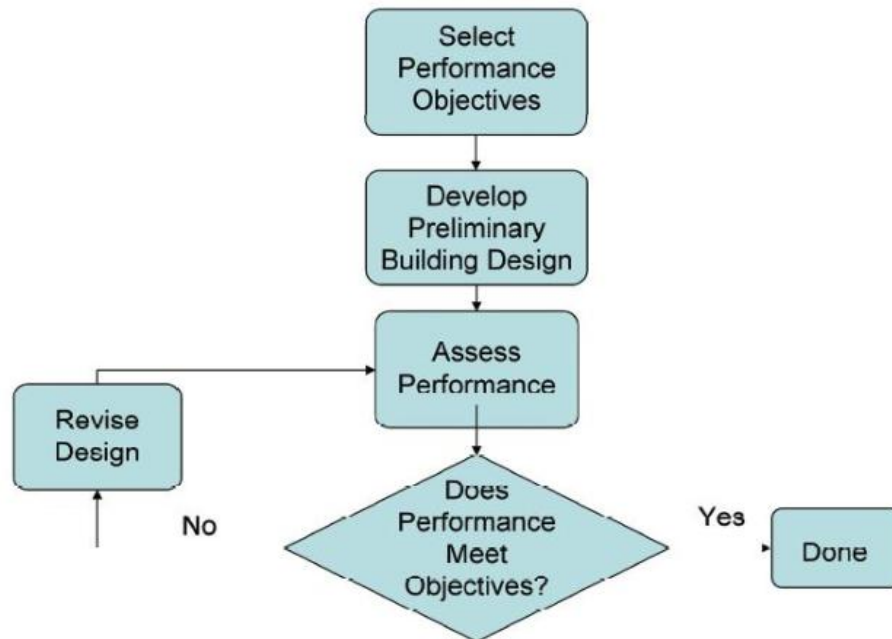 Select
Performance
Objectives
Develop
Preliminary
Building Design
Assess
Performance
Revise
Design
No
Does
Performance
Meet
Objectives?
Yes
Done